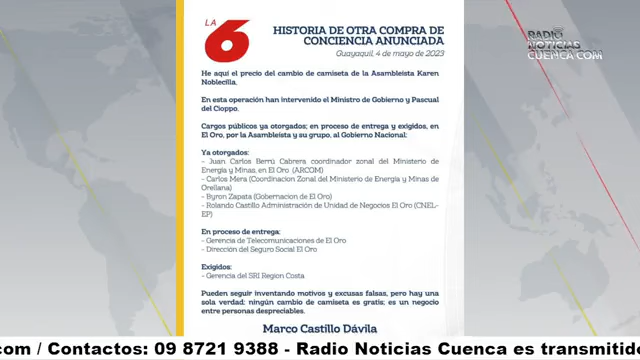 LA
6
HISTORIA DE OTRA COMPRA DE
CONCIENCIA ANUNCIADA
Guayaquil, 4 de mayo de 2023
RADIO
NOTICIAS
CUENCA.COM
He aquí el precio del cambio de camiseta de la Asambleísta Karen
Noblecilla.
En esta operación han intervenido el Ministro de Gobierno y Pascual
del Cioppo.
Cargos públicos ya otorgados; en proceso de entrega y exigidos, en
El Oro, por la Asambleísta y su grupo, al Gobierno Nacional:
Ya otorgados:
- Juan Carlos Berrú Cabrera coordinador zonal del Ministerio de
Energía y Minas, en El Oro. (ARCOM)
- Carlos Mera (Coordinacion Zonal del Ministerio de Energía y Minas de
Orellana)
- Byron Zapata (Gobernacion de El Oro)
- Rolando Castillo Administración de Unidad de Negocios El Oro (CNEL-
EP)
En proceso de entrega:
- Gerencia de Telecomunicaciones de El Oro
- Dirección del Seguro Social El Oro
Exigidos:
- Gerencia del SRI Region Costa
Pueden seguir inventando motivos y excusas falsas, pero hay una
sola verdad: ningún cambio de camiseta es gratis; es un negocio
entre personas despreciables.
Marco Castillo Dávila
com / Contactos: 09 8721 9388 - Radio Noticias Cuenca es transmitido